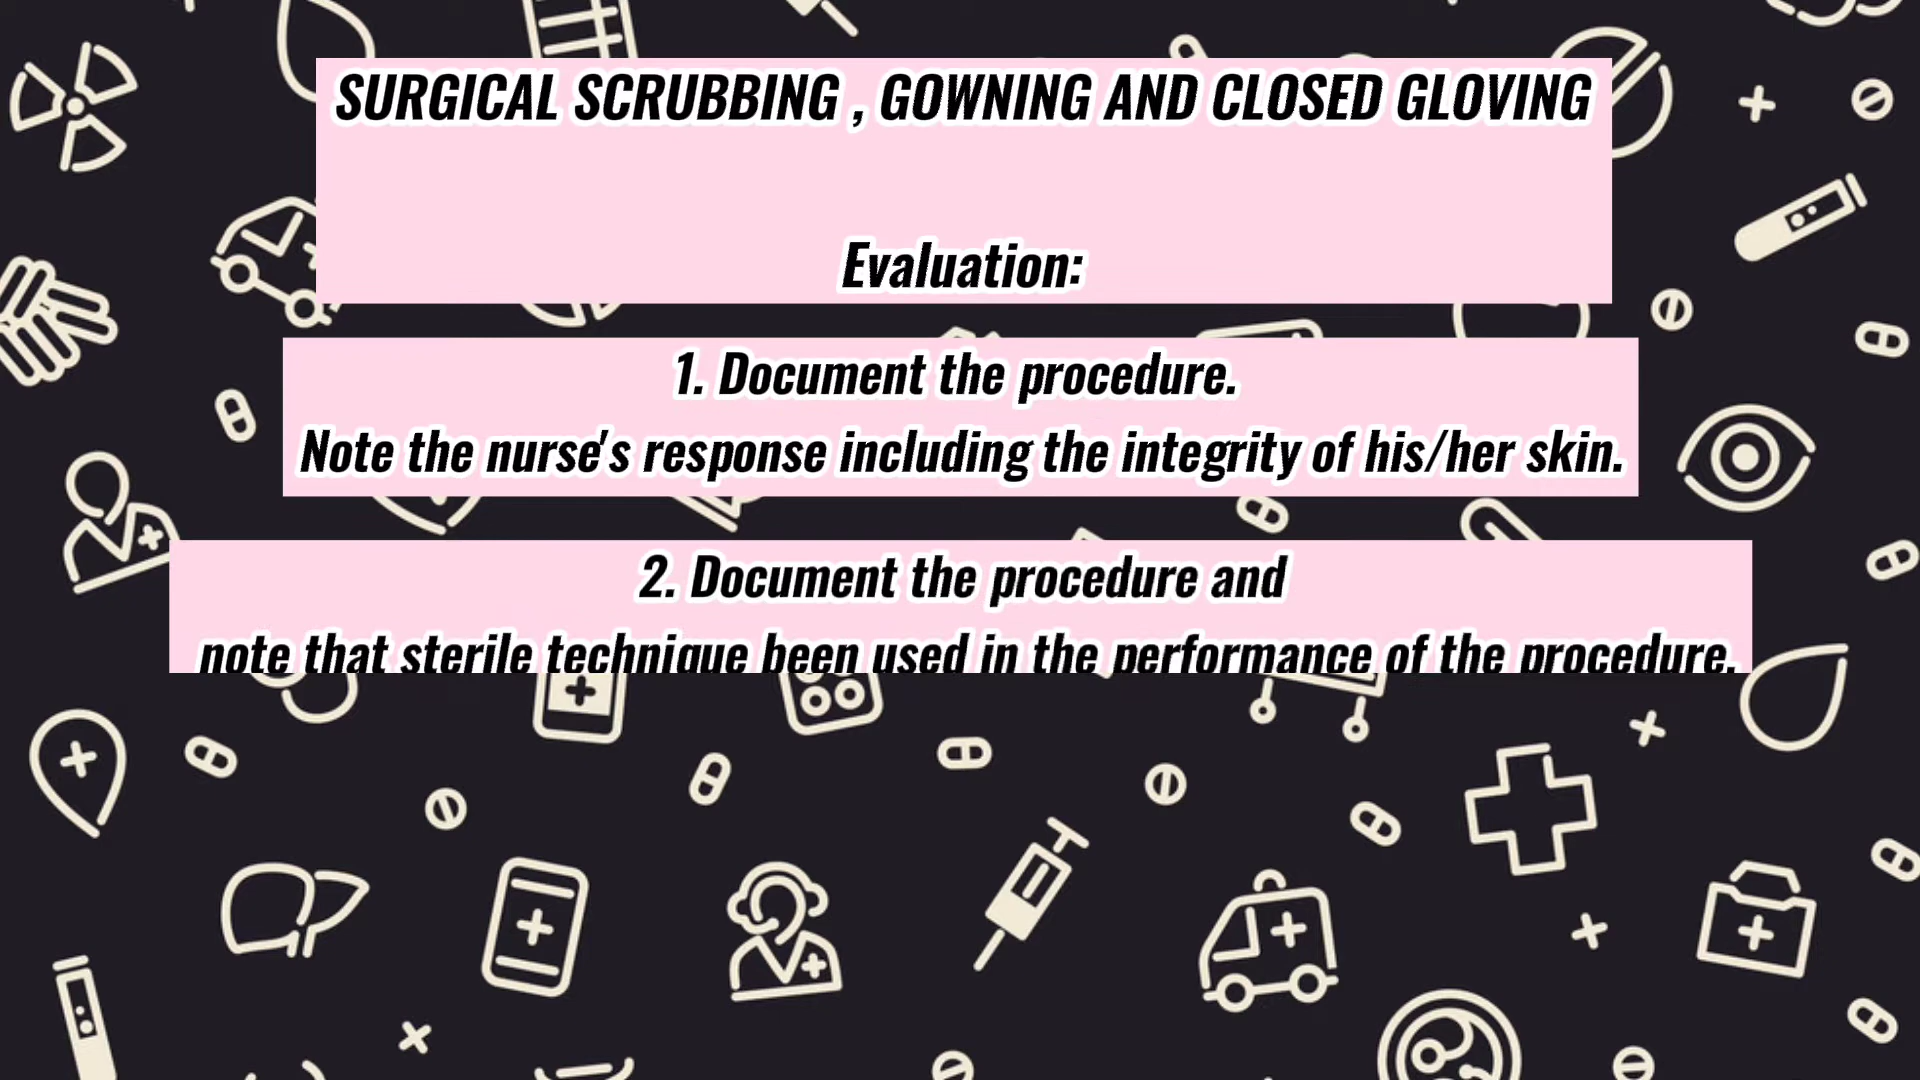 SURGICAL SCRUBBING , GOWNING AND CLOSED GLOVING
Evaluation:
1. Document the procedure.
Note the nurse's response including the integrity of his/her skin.
2. Document the procedure and
note that sterile technique been used in the performance of the procedure.